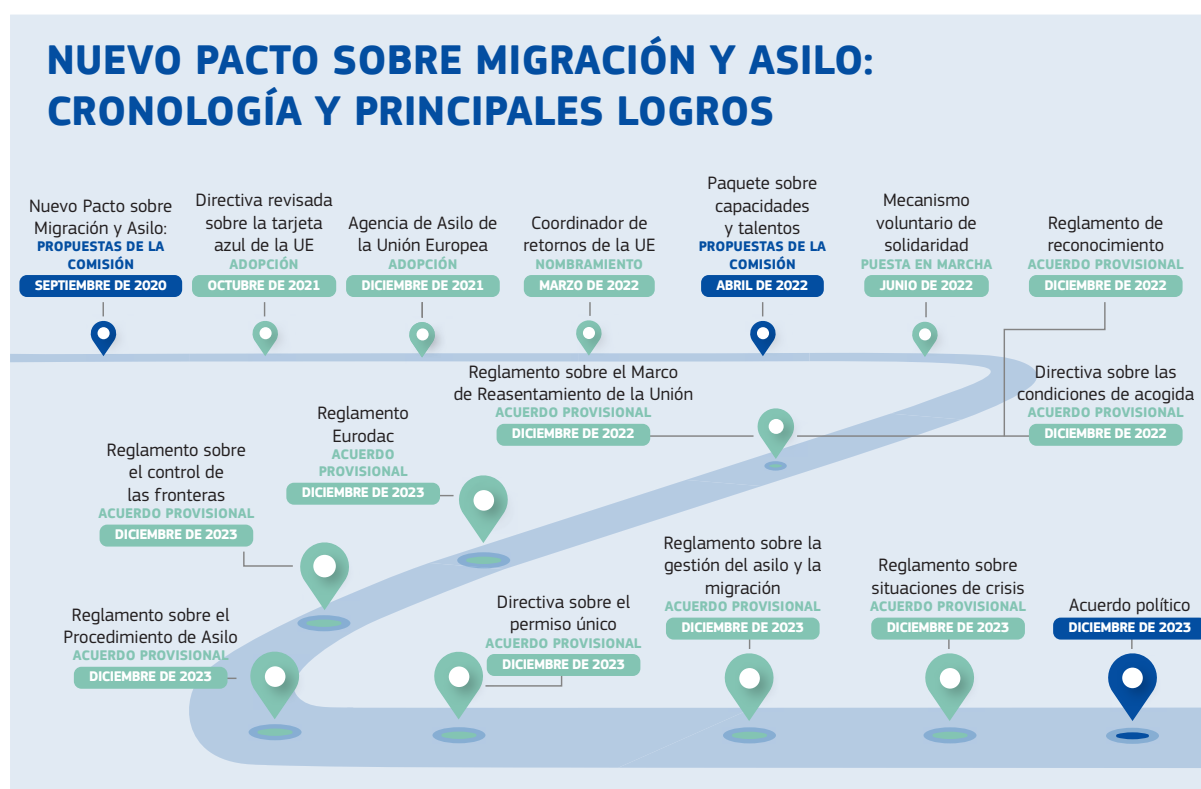 NUEVO PACTO SOBRE MIGRACIÓN Y ASILO:
CRONOLOGÍA Y PRINCIPALES LOGROS
Nuevo Pacto sobre
Migración y Asilo:
PROPUESTAS DE LA
COMISIÓN
SEPTIEMBRE DE 2020
Directiva revisada
sobre la tarjeta
azul de la UE
ADOPCIÓN
OCTUBRE DE 2021
Agencia de Asilo de
la Unión Europea
ADOPCIÓN
DICIEMBRE DE 2021
Coordinador de
retornos de la UE
NOMBRAMIENTO
MARZO DE 2022
Paquete sobre
capacidades
y talentos
PROPUESTAS DE LA
COMISIÓN
ABRIL DE 2022
Mecanismo
voluntario de
solidaridad
PUESTA EN MARCHA
JUNIO DE 2022
Reglamento de
reconocimiento
ACUERDO PROVISIONAL
DICIEMBRE DE 2022
Reglamento sobre el Marco
de Reasentamiento de la Unión
ACUERDO PROVISIONAL
DICIEMBRE DE 2022
Directiva sobre las
condiciones de acogida
ACUERDO PROVISIONAL
DICIEMBRE DE 2022
Reglamento
Eurodac
ACUERDO
PROVISIONAL
DICIEMBRE DE 2023
Reglamento sobre
el control de
las fronteras
ACUERDO PROVISIONAL
DICIEMBRE DE 2023
Reglamento sobre el
Procedimiento de Asilo
ACUERDO PROVISIONAL
DICIEMBRE DE 2023
Directiva sobre el
permiso único
ACUERDO PROVISIONAL
DICIEMBRE DE 2023
Reglamento sobre la
gestión del asilo y la
migración
ACUERDO PROVISIONAL
DICIEMBRE DE 2023
Reglamento sobre
situaciones de crisis
ACUERDO PROVISIONAL
DICIEMBRE DE 2023
Acuerdo político
DICIEMBRE DE 2023